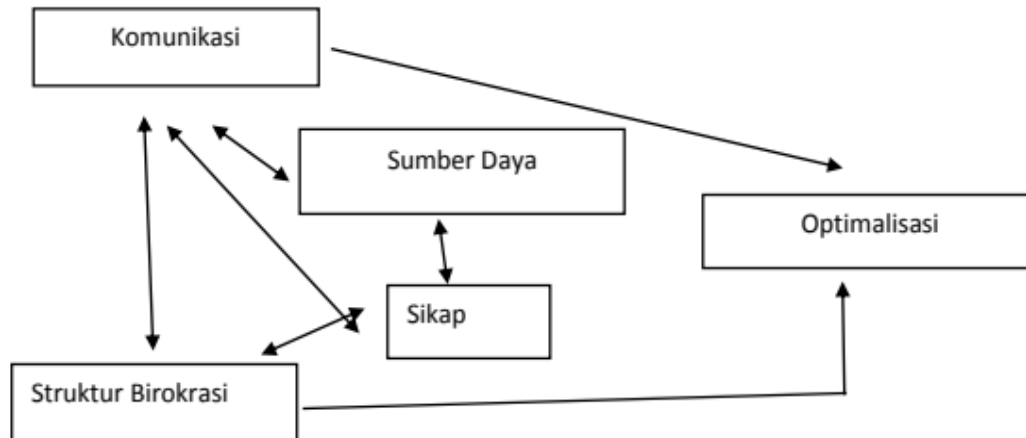 Komunikasi
Sumber Daya
Optimalisasi
Sikap
Struktur Birokrasi